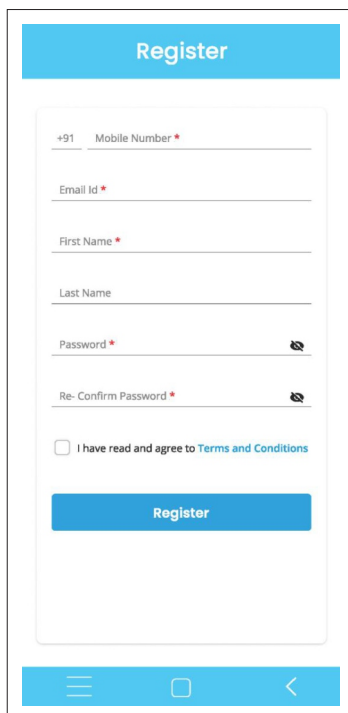 Register
+91 Mobile Number *
Email Id *
First Name *
Last Name
Password *
Re- Confirm Password *
I have read and agree to Terms and Conditions
Register